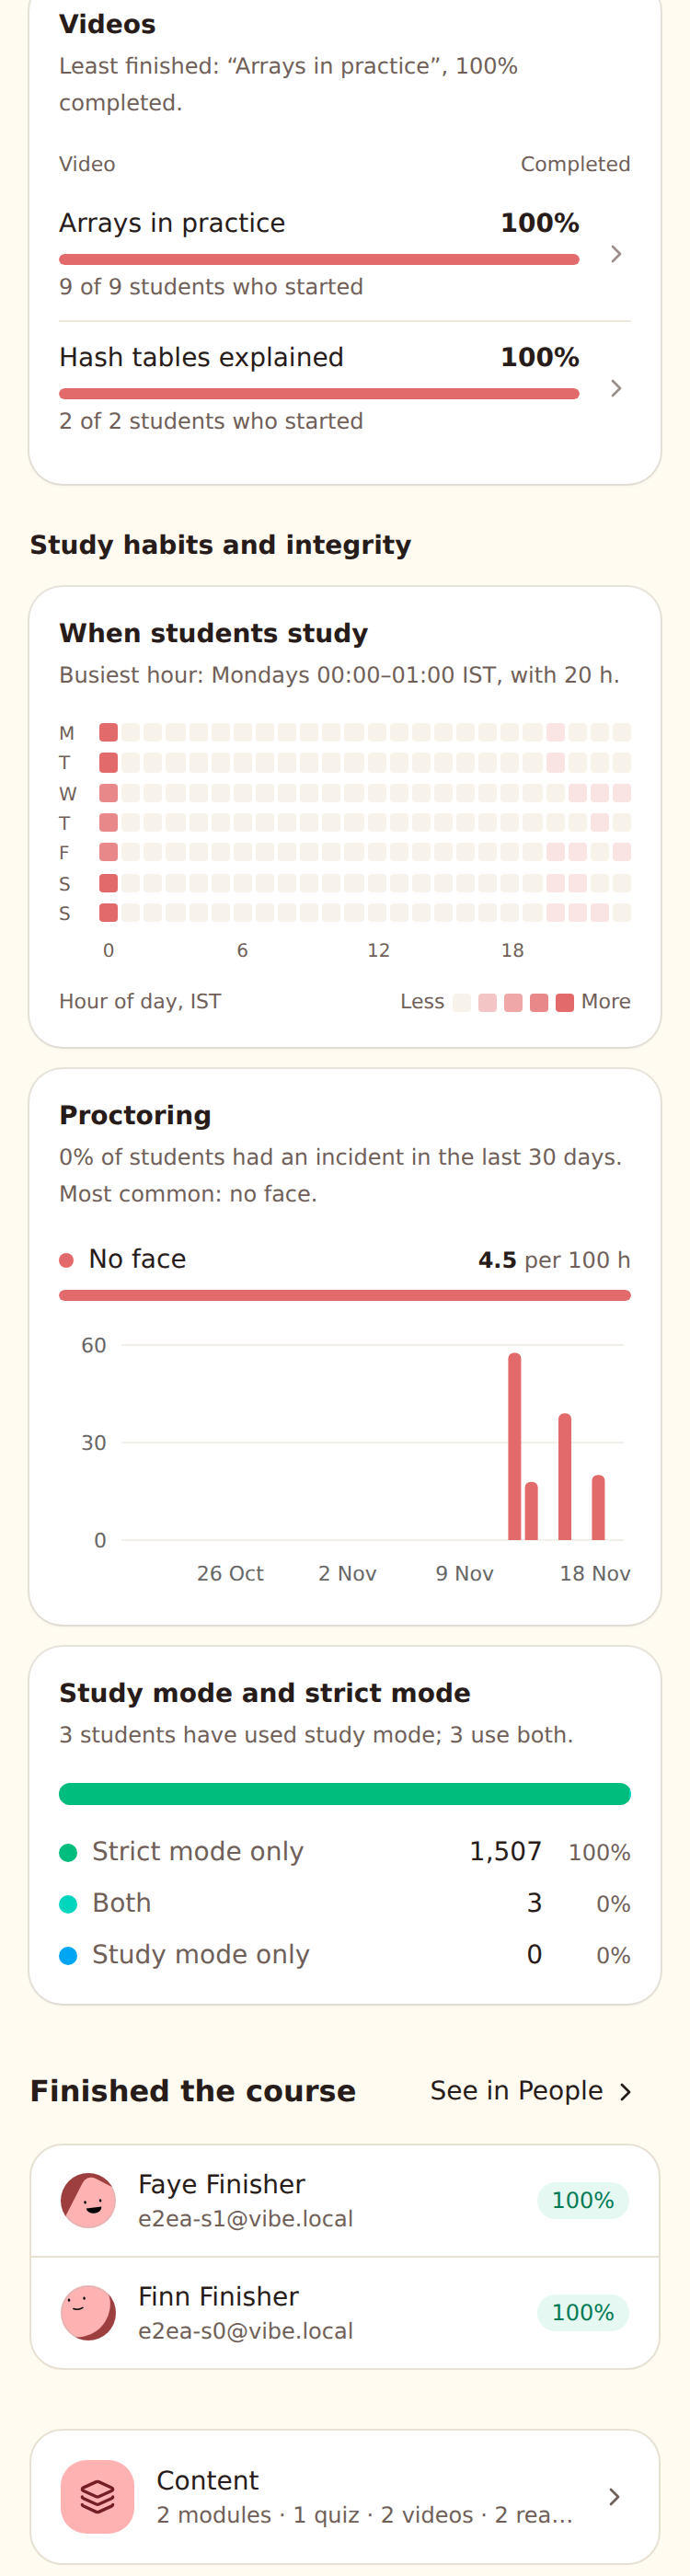 Videos
Least finished: “Arrays in practice”, 100%
completed.
Video Completed
Arrays in practice 100%
9 of 9 students who started
Hash tables explained 100%
2 of 2 students who started
Study habits and integrity
When students study
Busiest hour: Mondays 00:00–01:00 IST, with 20 h.
M
T
W
T
F
S
S
0 6 12 18
Hour of day, IST Less More
Proctoring
0% of students had an incident in the last 30 days.
Most common: no face.
No face 4.5 per 100 h
60
30
0
26 Oct 2 Nov 9 Nov 18 Nov
Study mode and strict mode
3 students have used study mode; 3 use both.
Strict mode only 1,507 100%
Both 3 0%
Study mode only 0 0%
Finished the course See in People
Faye Finisher
e2ea-s1@vibe.local 100%
Finn Finisher
e2ea-s0@vibe.local 100%
Content
2 modules · 1 quiz · 2 videos · 2 rea…